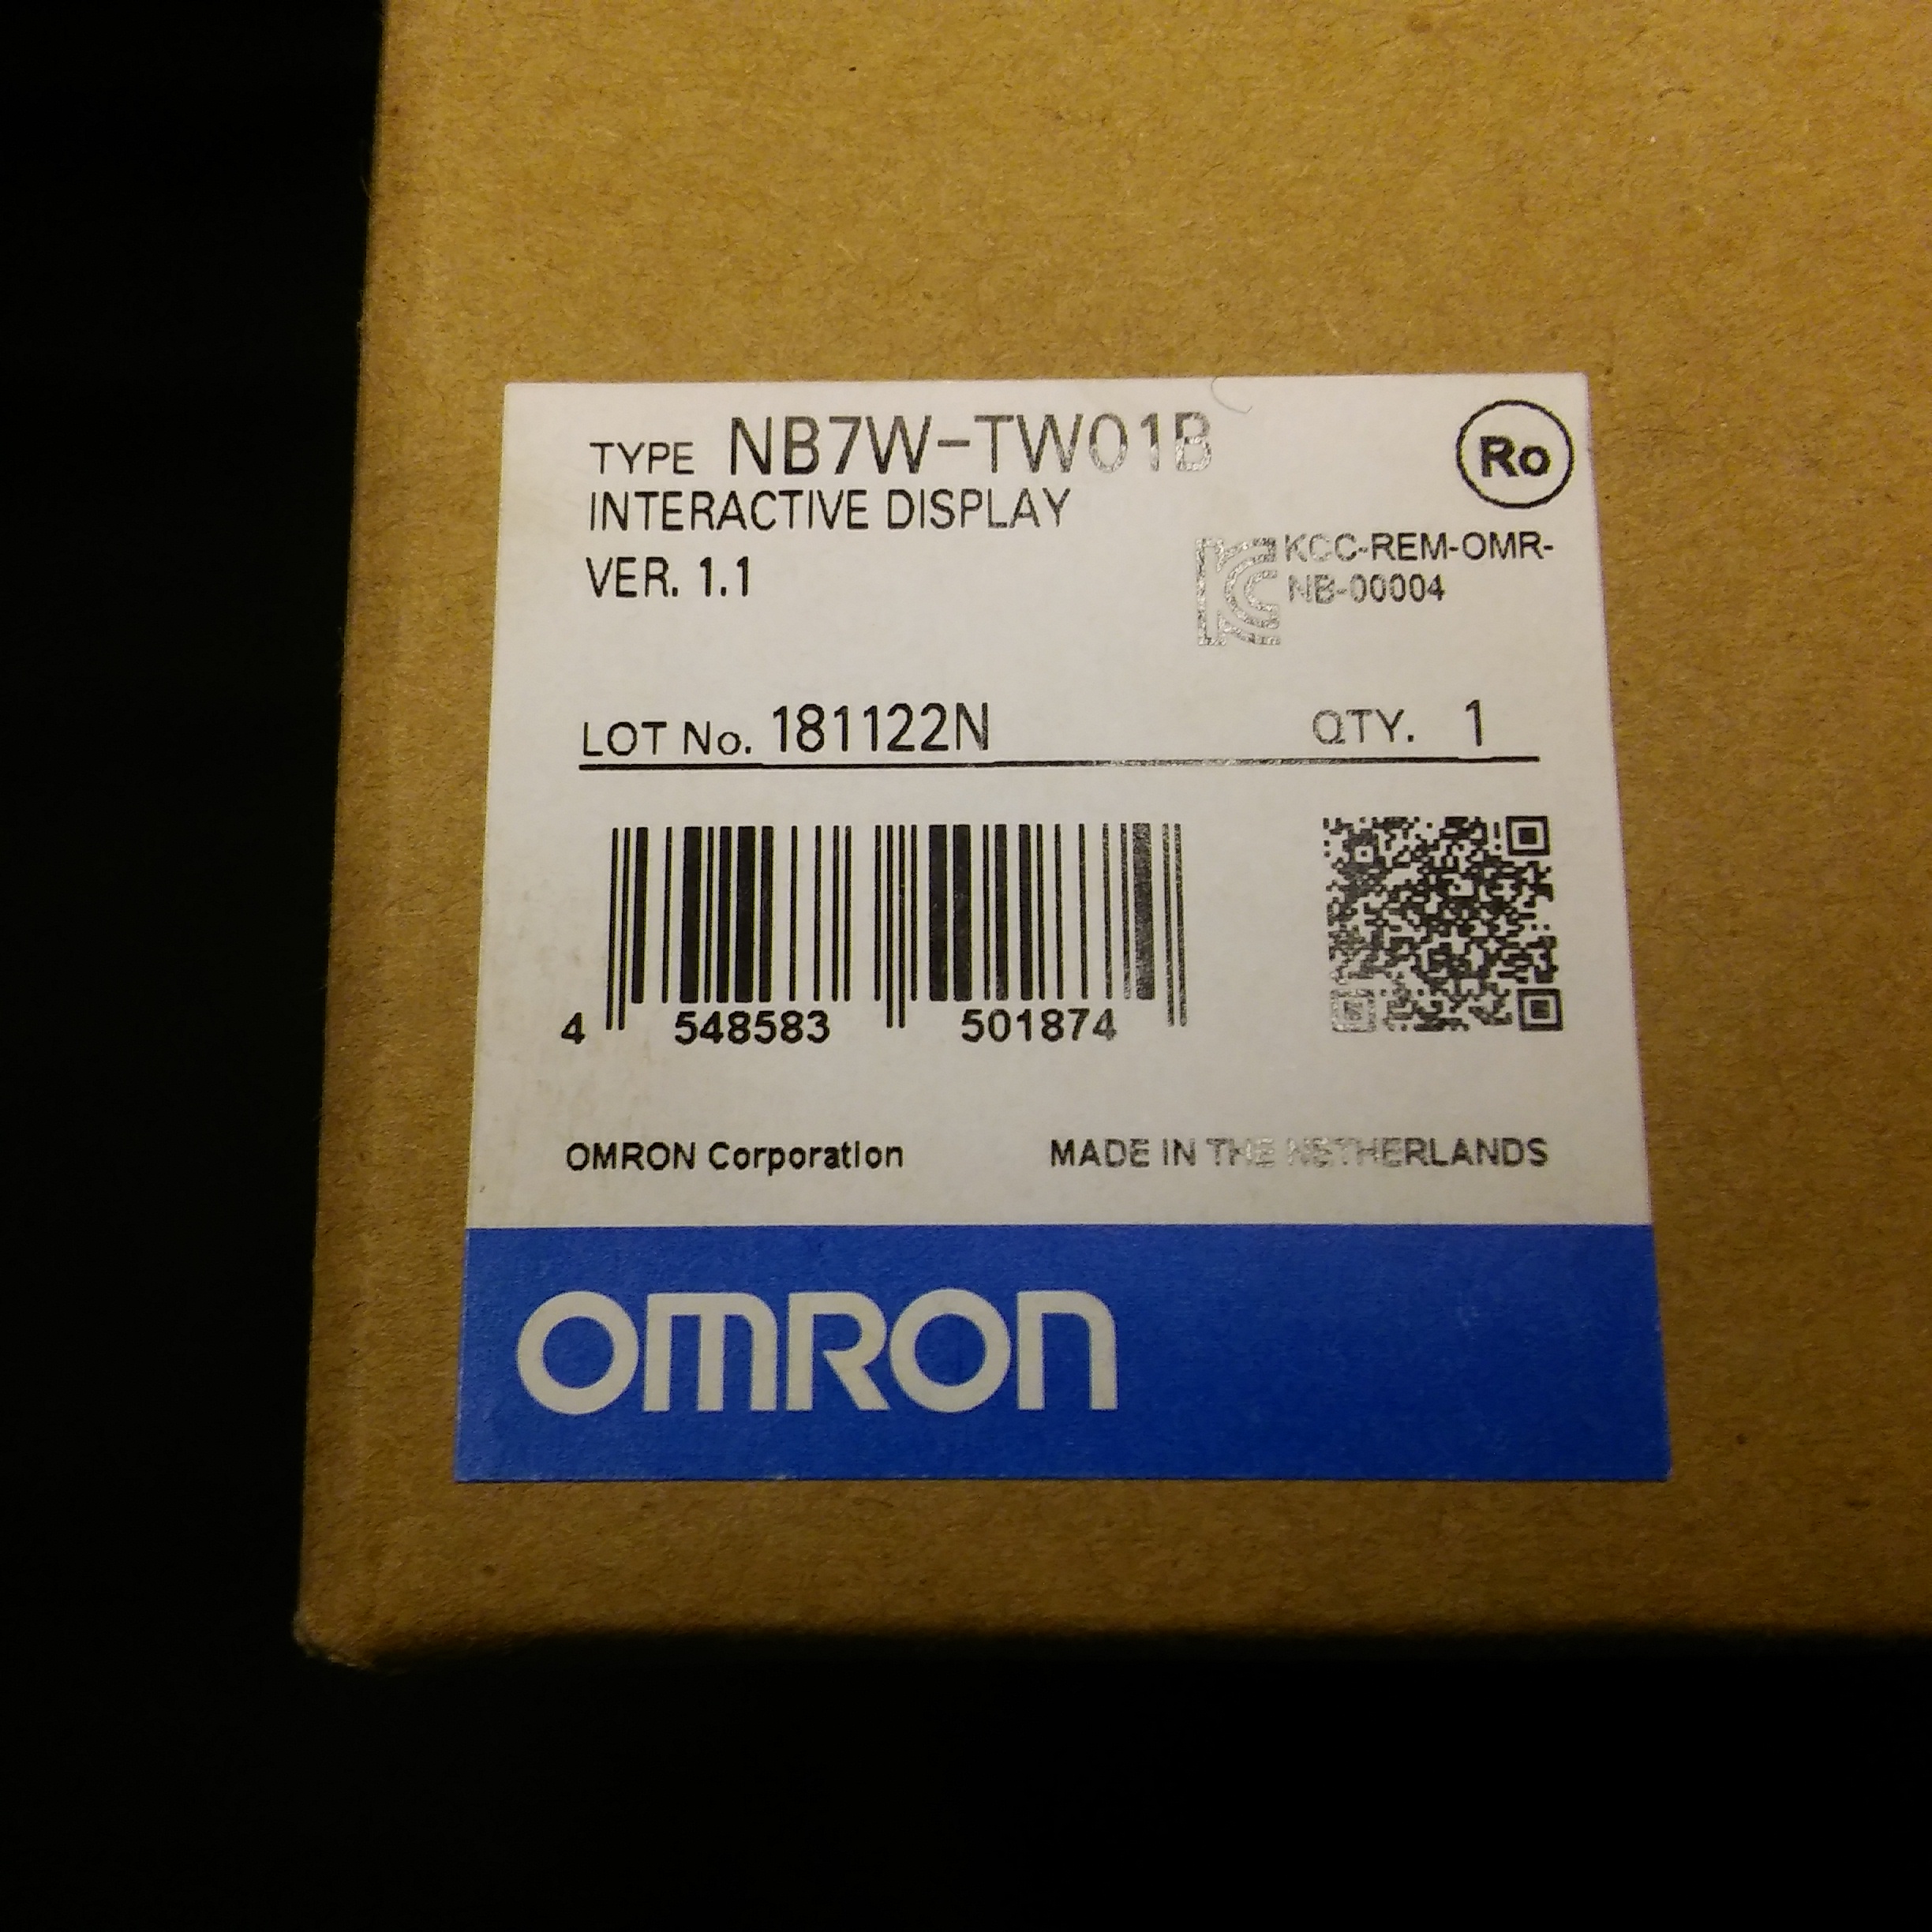 TYPE NB7W-TW01B
Ro
INTERACTIVE DISPLAY
VER. 1.1
KCC-REM-OMR-
NB-00004
LOT No. 181122N QTY. 1
4 548583 501874
OMRON Corporation MADE IN THE NETHERLANDS
OMRON